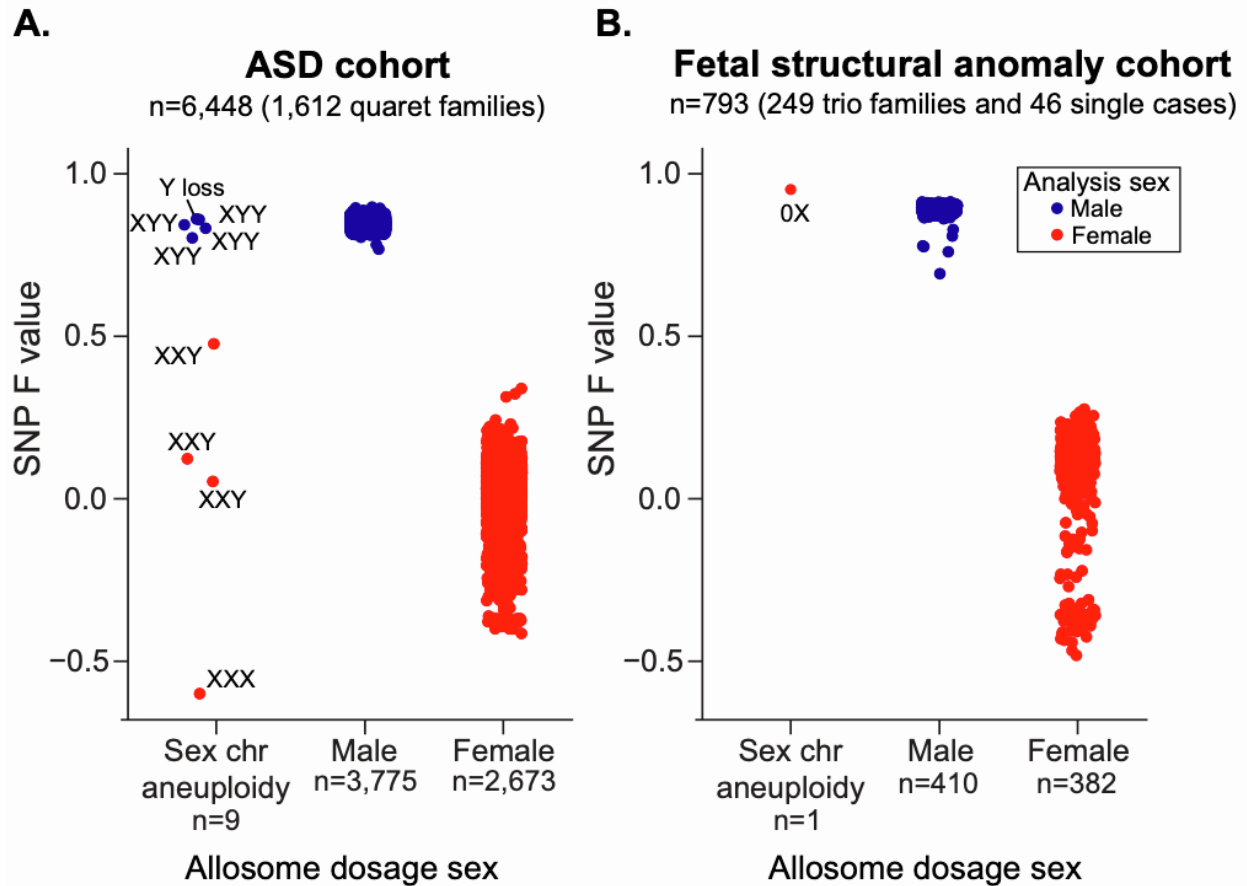 A.
ASD cohort
n=6,448 (1,612 quaret families)
SNP F value
1.0
0.5
0.0
−0.5
Y loss
XYY
XYY
XYY
XYY
XXY
XXY
XXY
XXX
Sex chr
aneuploidy
n=9
Male
n=3,775
Female
n=2,673
Allosome dosage sex
B.
Fetal structural anomaly cohort
n=793 (249 trio families and 46 single cases)
SNP F value
1.0
0.5
0.0
−0.5
0X
Analysis sex
Male
Female
Sex chr
aneuploidy
n=1
Male
n=410
Female
n=382
Allosome dosage sex